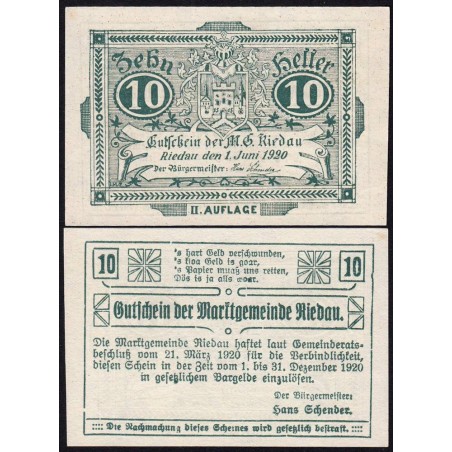 Zehn Heller
10 10
Gutschein der M. G. Riedau
Riedau den 1. Juni 1920
Der Bürgermeister: Hans Schender
II. AUFLAGE
's hart Geld verschwunden,
's kloa Geld is goar,
's Papier muaß uns retten,
Dös is ja alls woar.
10 10
Gutschein der Marktgemeinde Riedau.
Die Marktgemeinde Riedau haftet laut Gemeinderats-
beschluß vom 21. März 1920 für die Verbindlichkeit,
diesen Schein in der Zeit vom 1. bis 31. Dezember 1920
in gesetzlichem Bargelde einzulösen.
Der Bürgermeister:
Hans Schender.
Die Nachmachung dieses Scheines wird gesetzlich bestraft.